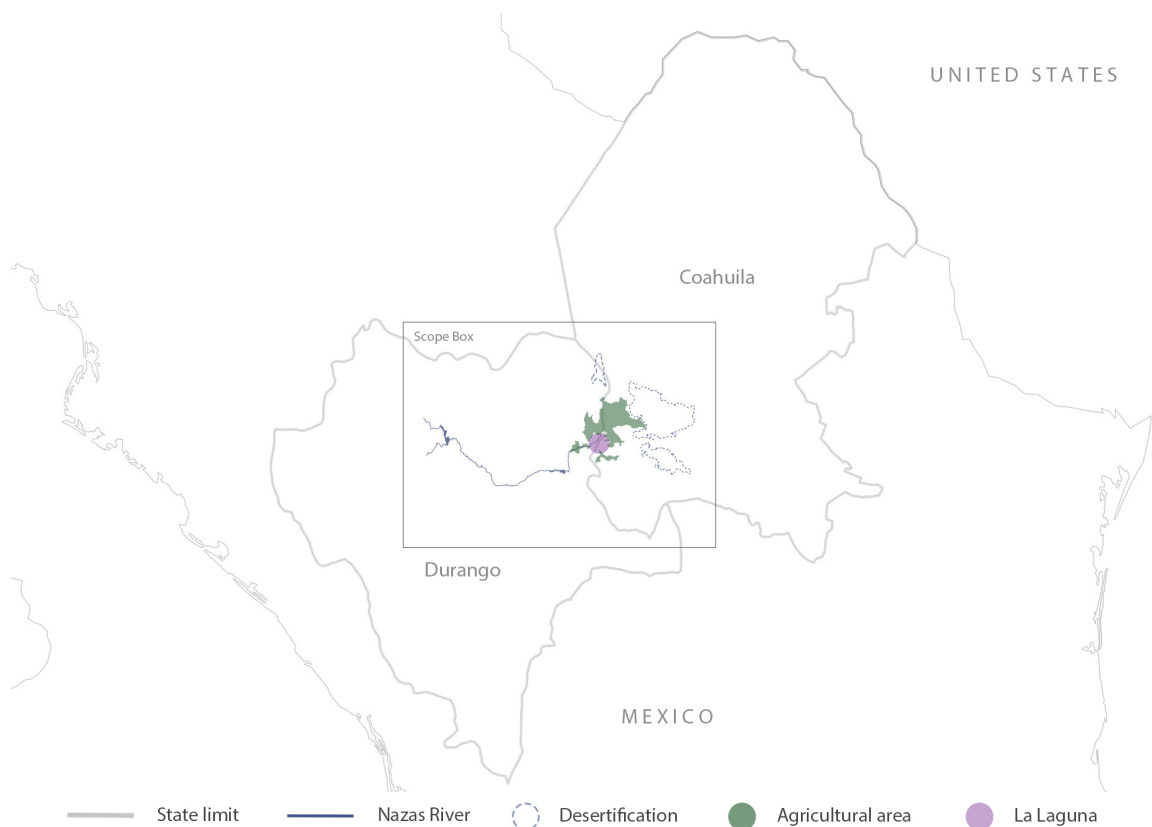 UNITED STATES
Coahuila
Scope Box
Durango
MEXICO
State limit
Nazas River
Desertification
Agricultural area
La Laguna